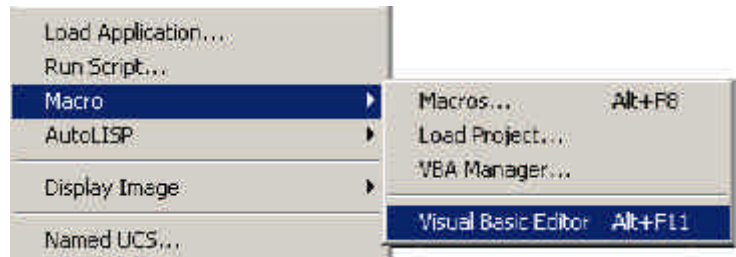 Load Application...
Run Script...
Macro
AutoLISP
Display Image
Named UCS...
Macros... Alt+F8
Load Project...
VBA Manager...
Visual Basic Editor Alt+F11